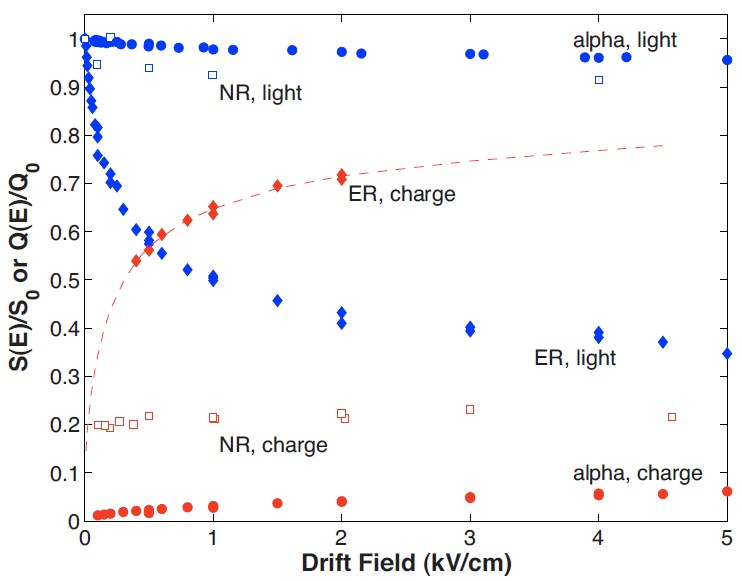 1
0.9
0.8
0.7
0.6
0.5
0.4
0.3
0.2
0.1
0
S(E)/S0 or Q(E)/Q0
alpha, light
NR, light
ER, charge
ER, light
NR, charge
alpha, charge
0 1 2 3 4 5
Drift Field (kV/cm)